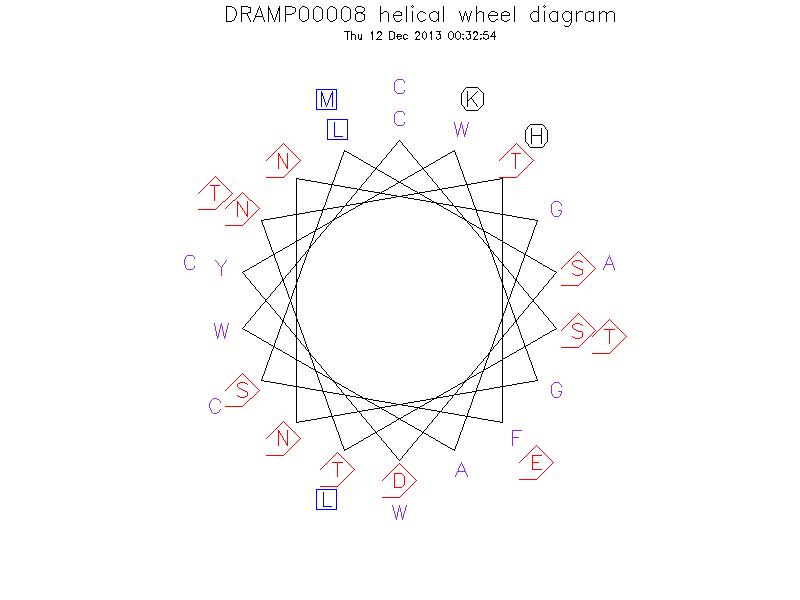 DRAMP00008 helical wheel diagram
Thu 12 Dec 2013 00:32:54
C
M K
C
L W H
N T
T N G
C Y S A
W S T
S G
C
N F
E
T A
D
L
W